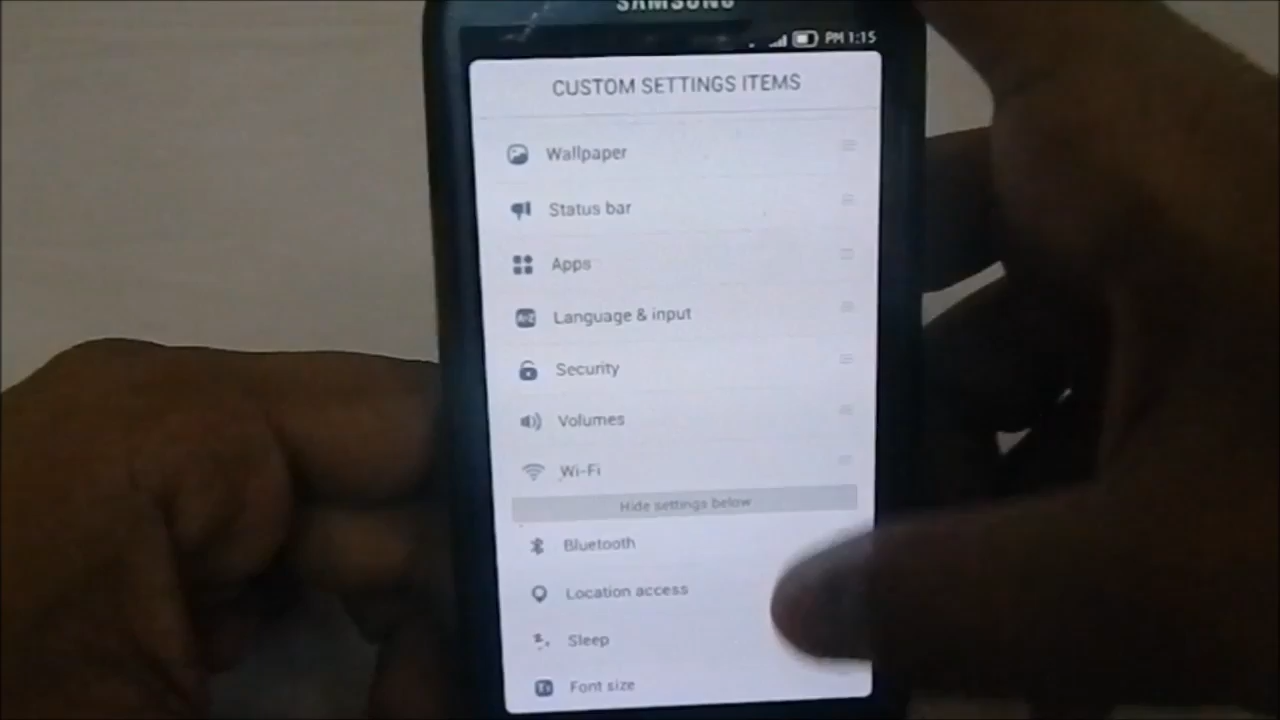 SAMSUNG
PM 1:15
CUSTOM SETTINGS ITEMS
Wallpaper
Status bar
Apps
Language & input
Security
Volumes
Wi-Fi
Hide settings below
Bluetooth
Location access
Sleep
Font size